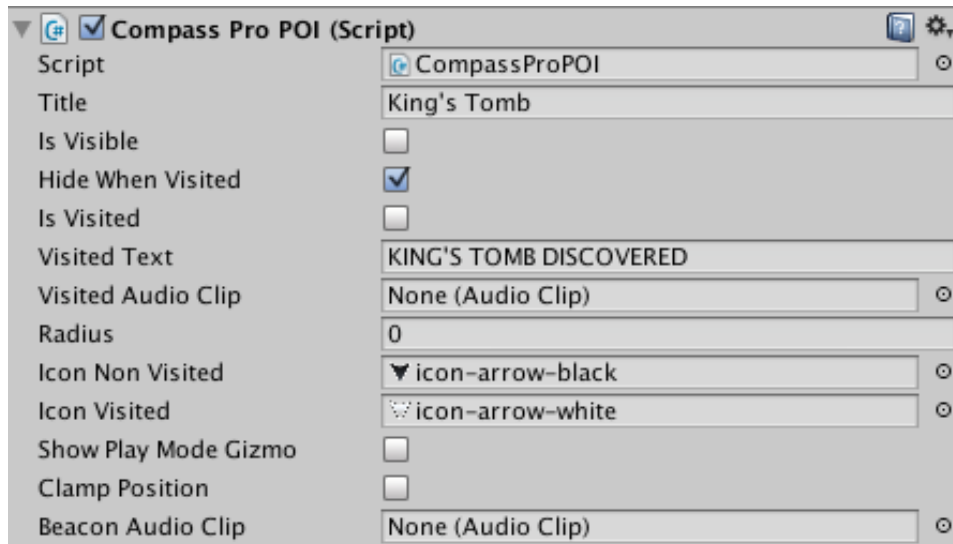 Compass Pro POI (Script)
Script CompassProPOI
Title King's Tomb
Is Visible
Hide When Visited
Is Visited
Visited Text KING'S TOMB DISCOVERED
Visited Audio Clip None (Audio Clip)
Radius 0
Icon Non Visited icon-arrow-black
Icon Visited icon-arrow-white
Show Play Mode Gizmo
Clamp Position
Beacon Audio Clip None (Audio Clip)